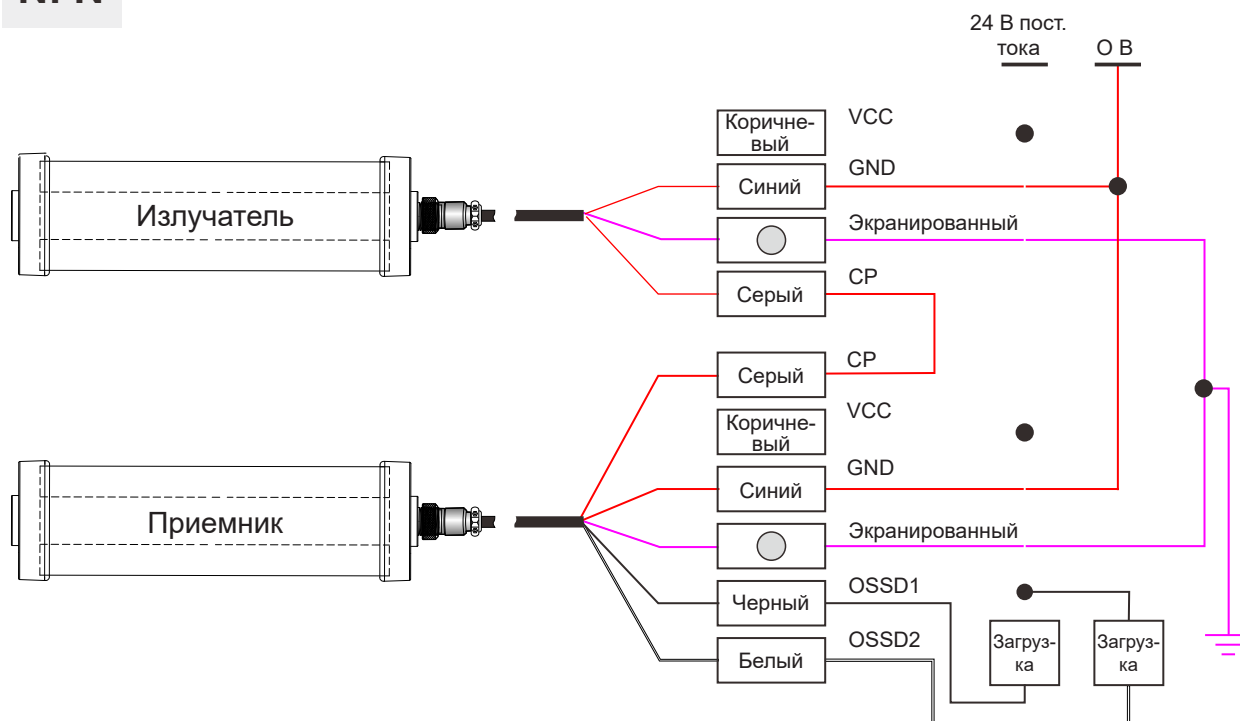 24 В пост.
тока
О В
Коричне-
вый
VCC
Синий
GND
Излучатель
Экранированный
Серый
CP
Серый
CP
Коричне-
вый
VCC
Синий
GND
Приемник
Экранированный
Черный
OSSD1
Белый
OSSD2
Загруз-
ка
Загруз-
ка